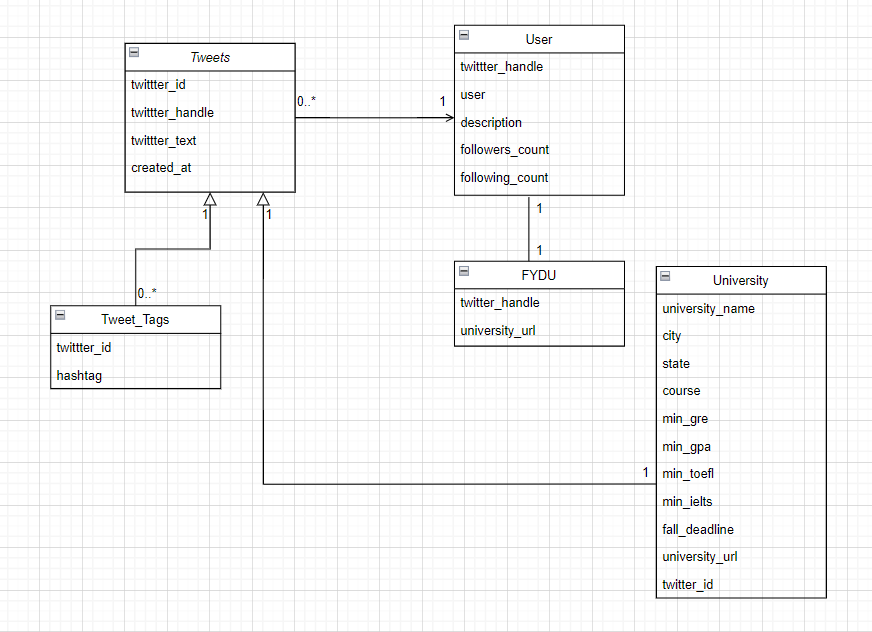 Tweets
twittter_id
twittter_handle
twittter_text
created_at
0..*
1
User
twittter_handle
user
description
followers_count
following_count
1
1
1
1
FYDU
twitter_handle
university_url
0..*
Tweet_Tags
twittter_id
hashtag
University
university_name
city
state
course
min_gre
min_gpa
min_toefl
min_ielts
fall_deadline
university_url
twitter_id
1